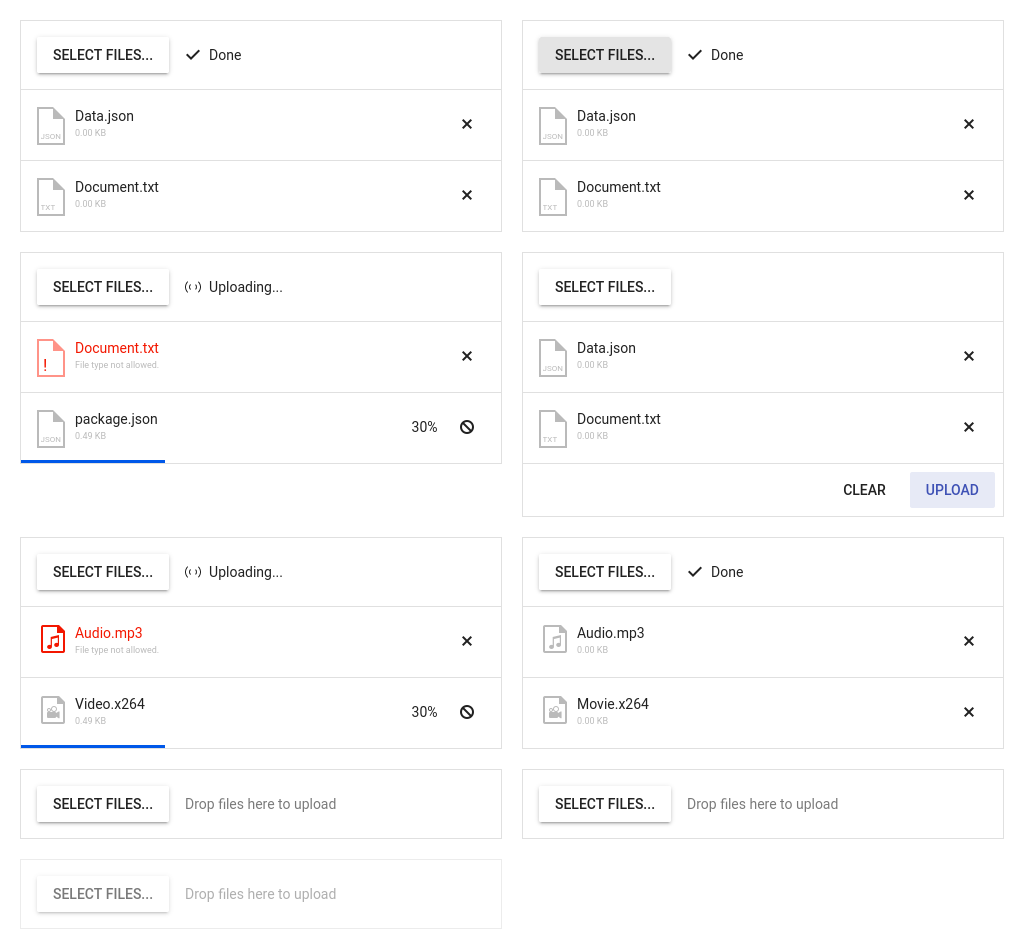 SELECT FILES... Done
Data.json
0.00 KB
JSON
Document.txt
0.00 KB
TXT
SELECT FILES... Done
Data.json
0.00 KB
JSON
Document.txt
0.00 KB
TXT
SELECT FILES... Uploading...
Document.txt
File type not allowed.
!
package.json
0.49 KB
JSON
30%
SELECT FILES...
Data.json
0.00 KB
JSON
Document.txt
0.00 KB
TXT
CLEAR UPLOAD
SELECT FILES... Uploading...
Audio.mp3
File type not allowed.
Video.x264
0.49 KB
30%
SELECT FILES... Done
Audio.mp3
0.00 KB
Movie.x264
0.00 KB
SELECT FILES... Drop files here to upload
SELECT FILES... Drop files here to upload
SELECT FILES... Drop files here to upload